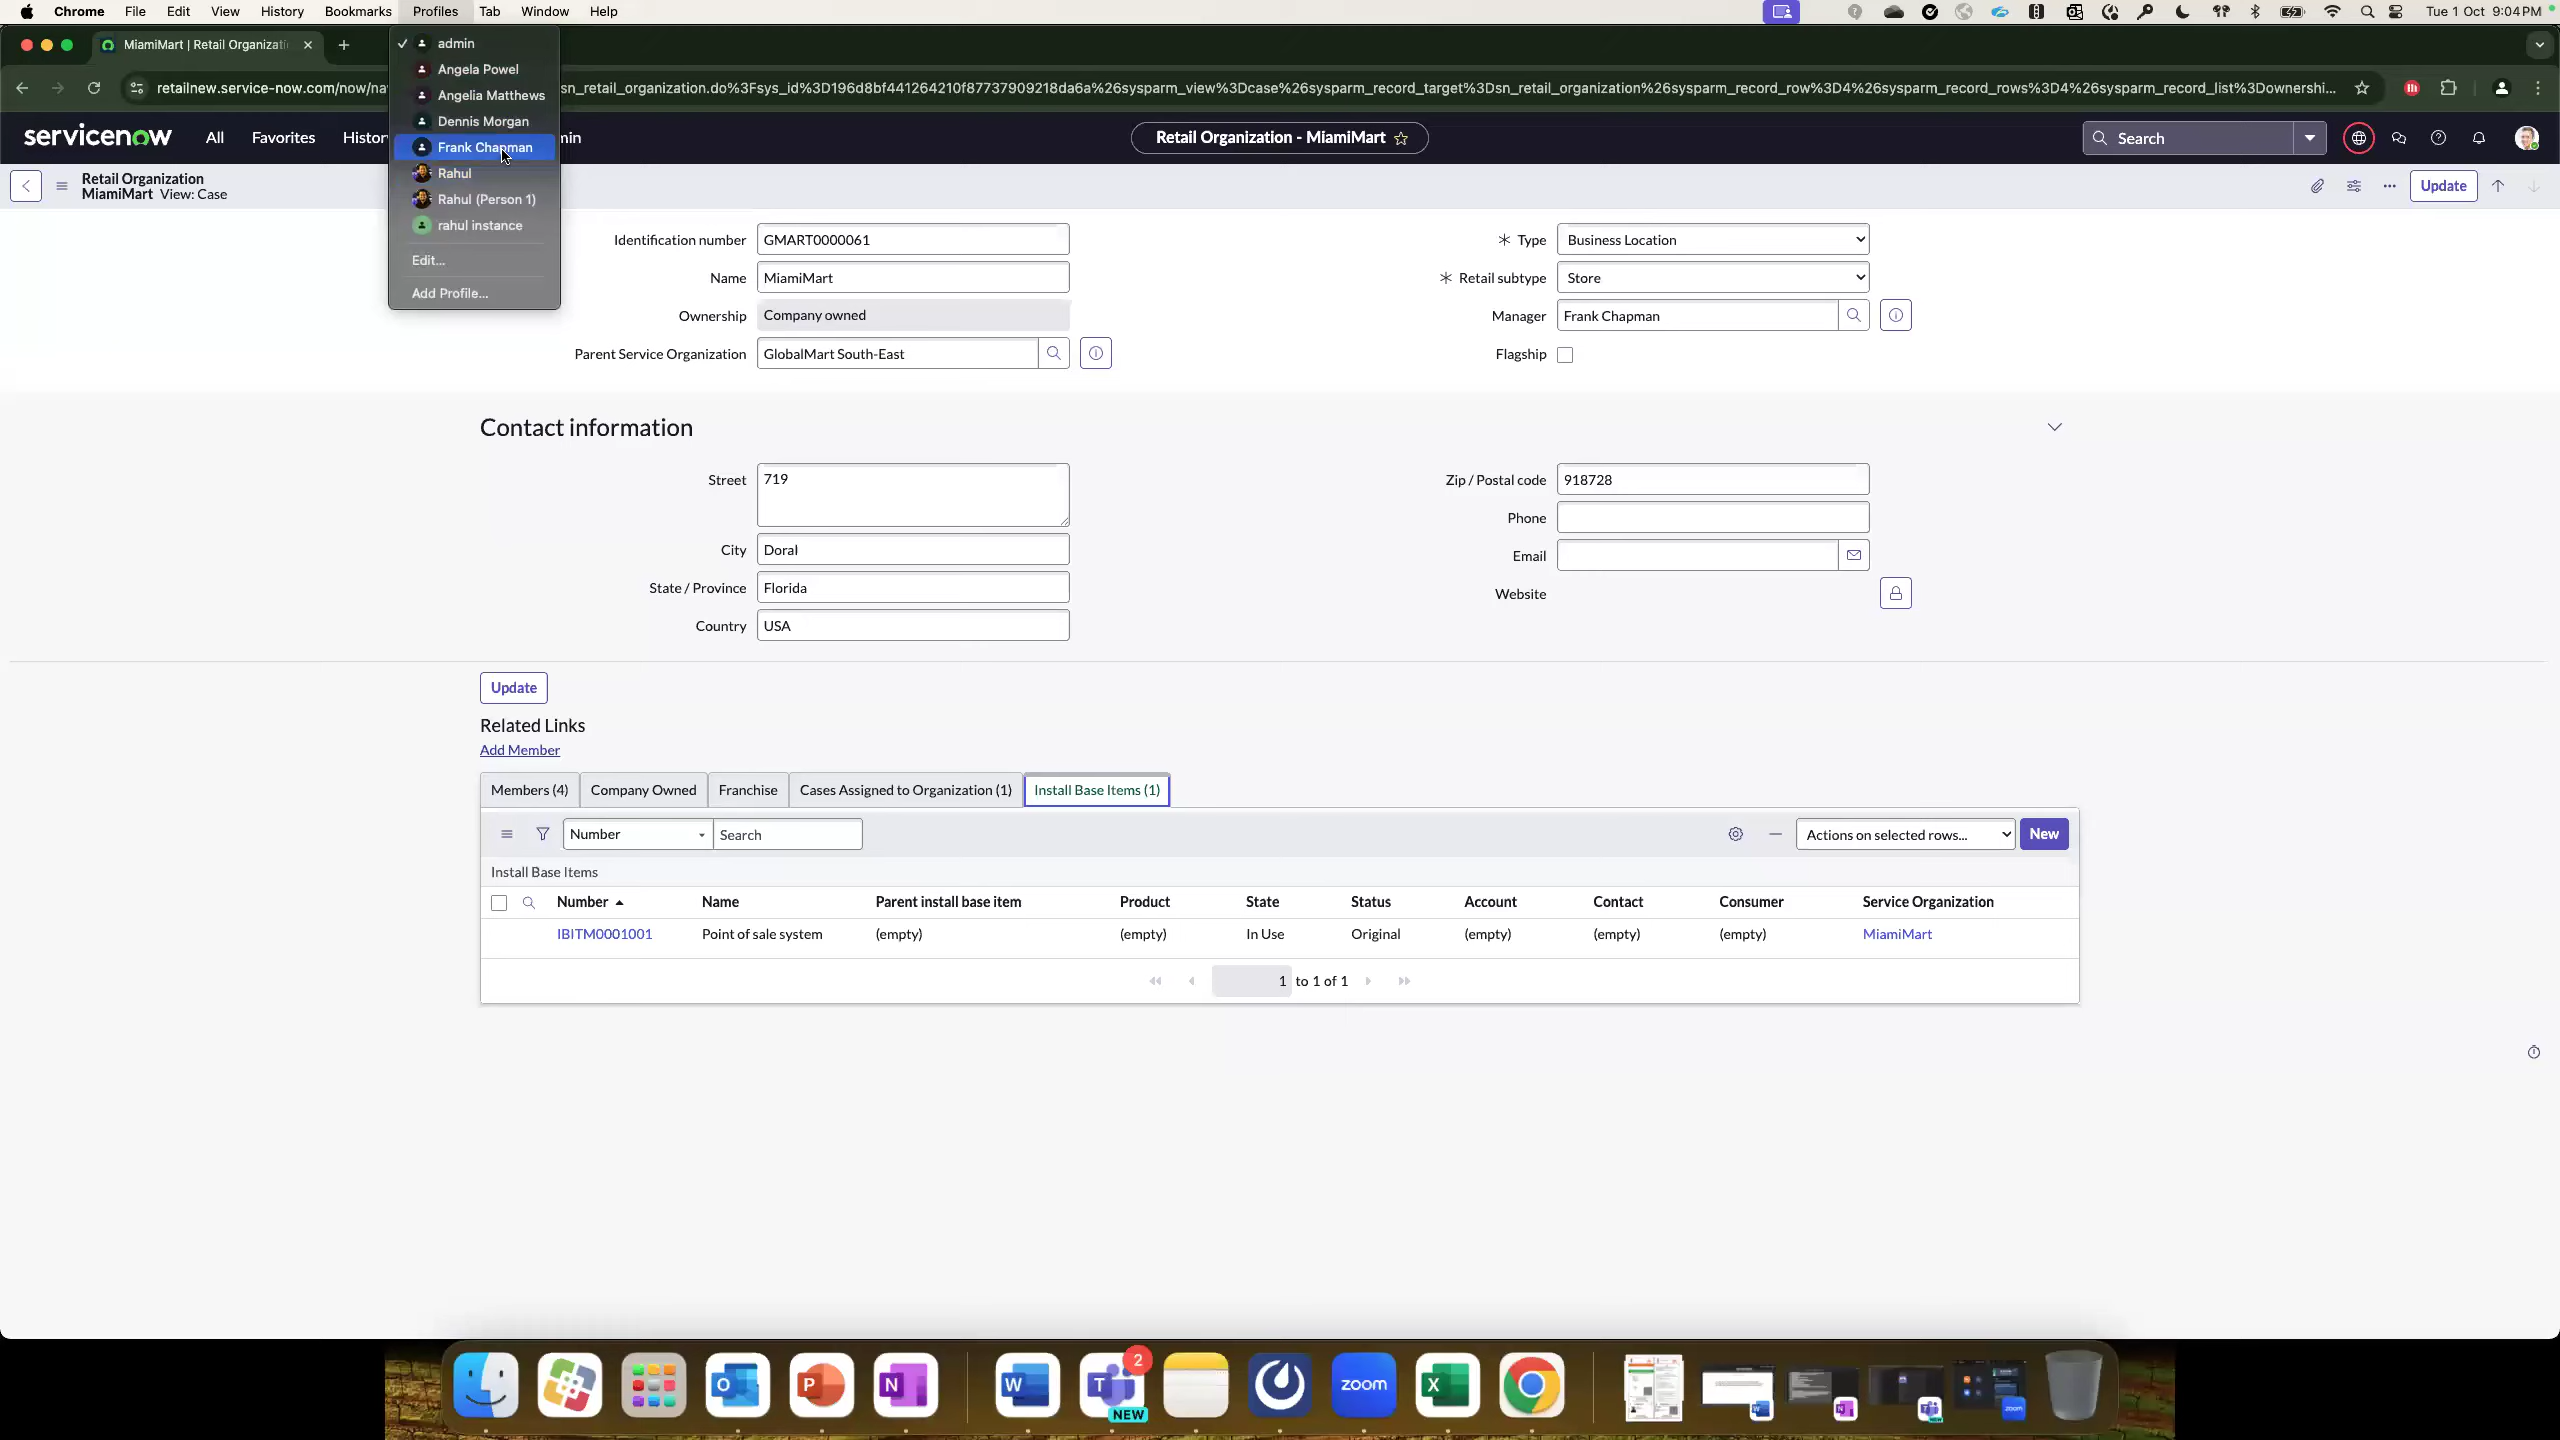 Chrome File Edit View History Bookmarks Profiles Tab Window Help
Tue 1 Oct 9:04 PM
MiamiMart | Retail Organizati
retailnew.service-now.com/now/na
sn_retail_organization.do%3Fsys_id%3D196d8bf441264210f87737909218da6a%26sysparm_view%3Dcase%26sysparm_record_target%3Dsn_retail_organization%26sysparm_record_row%3D4%26sysparm_record_rows%3D4%26sysparm_record_list%3Downershi...
admin
Angela Powel
Angelia Matthews
Dennis Morgan
Frank Chapman
Rahul
Rahul (Person 1)
rahul instance
Edit...
Add Profile...
servicenow All Favorites History min
Retail Organization - MiamiMart
Search
Retail Organization
MiamiMart View: Case
Update
Identification number GMART0000061
Type Business Location
Name MiamiMart
Retail subtype Store
Ownership Company owned
Manager Frank Chapman
Parent Service Organization GlobalMart South-East
Flagship
Contact information
Street 719
Zip / Postal code 918728
Phone
City Doral
Email
State / Province Florida
Website
Country USA
Update
Related Links
Add Member
Members (4) Company Owned Franchise Cases Assigned to Organization (1) Install Base Items (1)
Number Search Actions on selected rows... New
Install Base Items
Number Name Parent install base item Product State Status Account Contact Consumer Service Organization
IBITM0001001 Point of sale system (empty) (empty) In Use Original (empty) (empty) (empty) MiamiMart
1 to 1 of 1
2
NEW
zoom